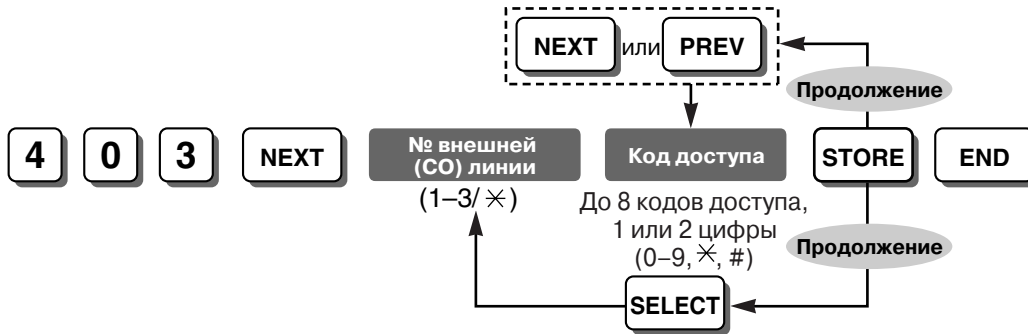 NEXT или PREV
Продолжение
4 0 3 NEXT
№ внешней
(CO) линии
(1–3/ ✳)
Код доступа
До 8 кодов доступа,
1 или 2 цифры
(0–9, ✳, #)
STORE
END
Продолжение
SELECT